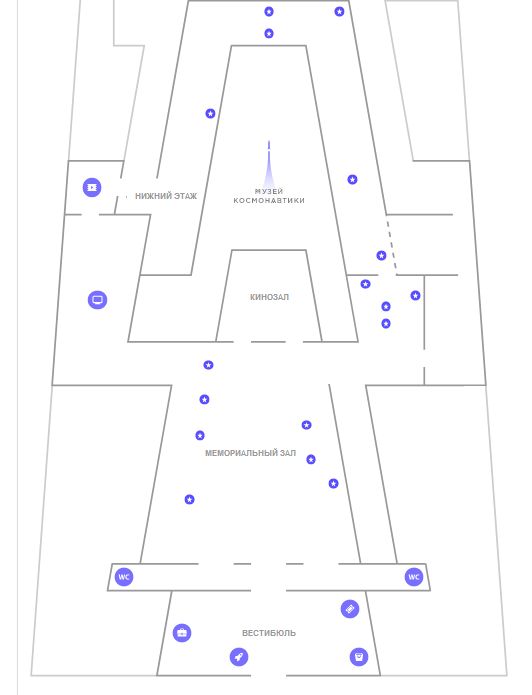 НИЖНИЙ ЭТАЖ
МУЗЕЙ
КОСМОНАВТИКИ
КИНОЗАЛ
МЕМОРИАЛЬНЫЙ ЗАЛ
WC
WC
ВЕСТИБЮЛЬ